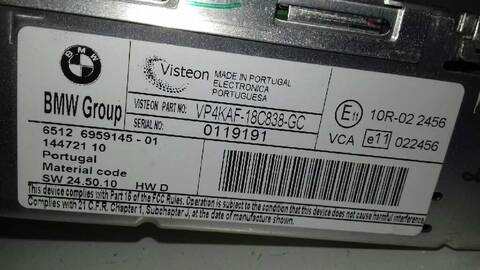 BMW
BMW Group
6512 6959145 - 01
144721 10
Portugal
Material code
SW 24.50.10 HW D
Visteon
MADE IN PORTUGAL
ELECTRONICA
PORTUGUESA
VISTEON PART NO: VP4KAF-18C838-GC
SERIAL NO: 0119191
E11 10R-02 2456
VCA e11 022456
This device complies with Part 15 of the FCC Rules. Operation is subject to the condition that this device does not cause harmful interference.
Complies with 21 C.F.R. Chapter 1, Subchapter J, at date of manufacture.